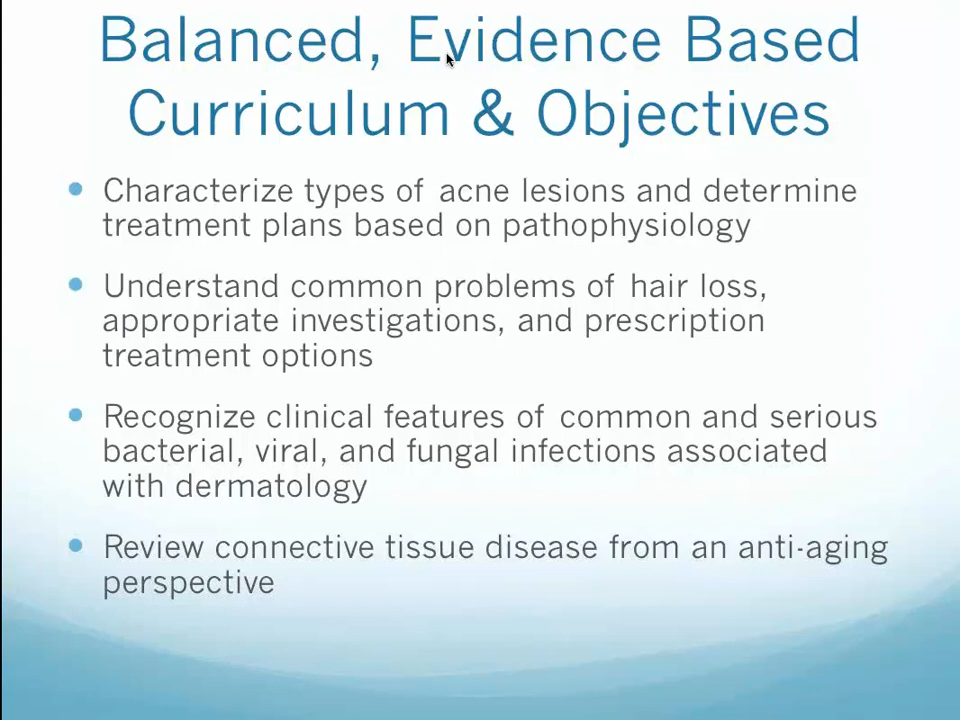 Balanced, Evidence Based
Curriculum & Objectives
Characterize types of acne lesions and determine
treatment plans based on pathophysiology
Understand common problems of hair loss,
appropriate investigations, and prescription
treatment options
Recognize clinical features of common and serious
bacterial, viral, and fungal infections associated
with dermatology
Review connective tissue disease from an anti-aging
perspective